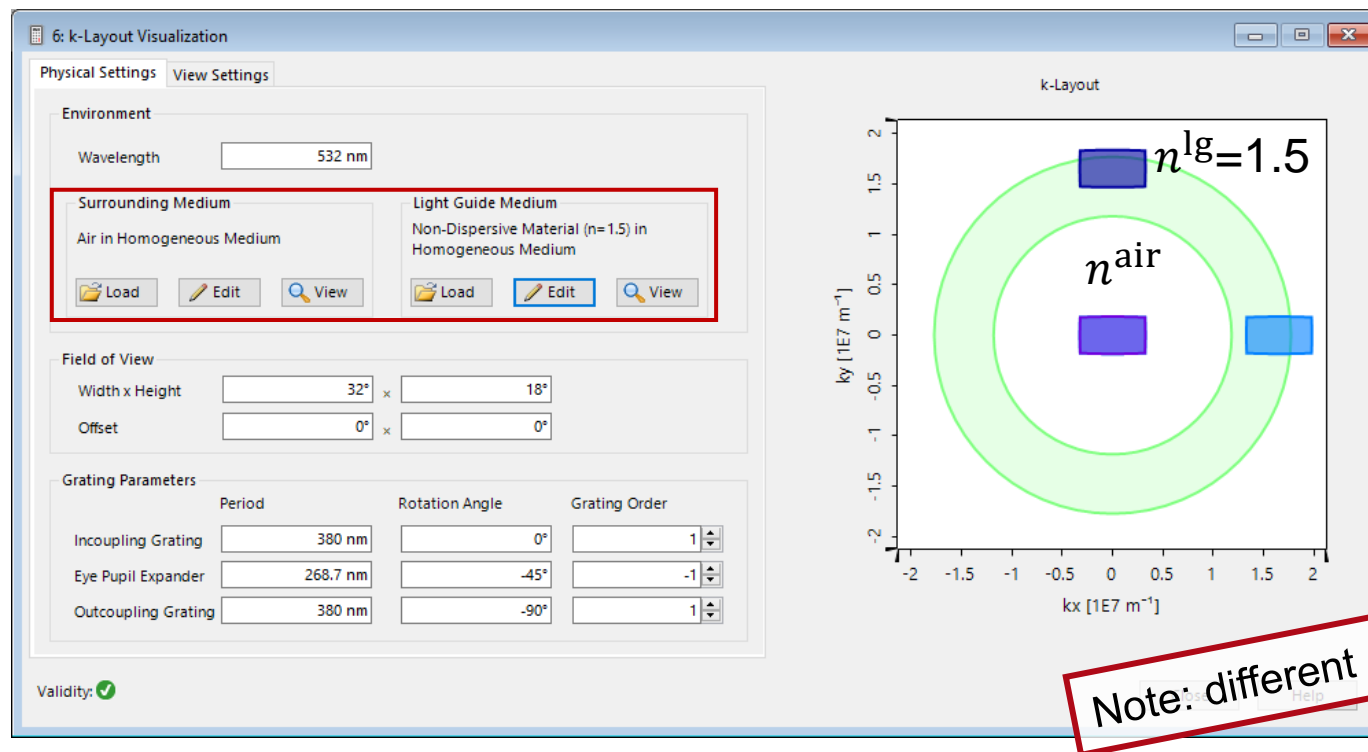 6: k-Layout Visualization
Physical Settings
View Settings
Environment
Wavelength
532 nm
Surrounding Medium
Air in Homogeneous Medium
Load
Edit
View
Light Guide Medium
Non-Dispersive Material (n=1.5) in
Homogeneous Medium
Load
Edit
View
Field of View
Width x Height
32° × 18°
Offset
0° × 0°
Grating Parameters
Period Rotation Angle Grating Order
Incoupling Grating 380 nm 0° 1
Eye Pupil Expander 268.7 nm -45° -1
Outcoupling Grating 380 nm -90° 1
Validity:
k-Layout
n^lg=1.5
n^air
ky [1E7 m⁻¹]
2
1.5
1
0.5
0
-0.5
-1
-1.5
-2
-2 -1.5 -1 -0.5 0 0.5 1 1.5 2
kx [1E7 m⁻¹]
Note: different
Help